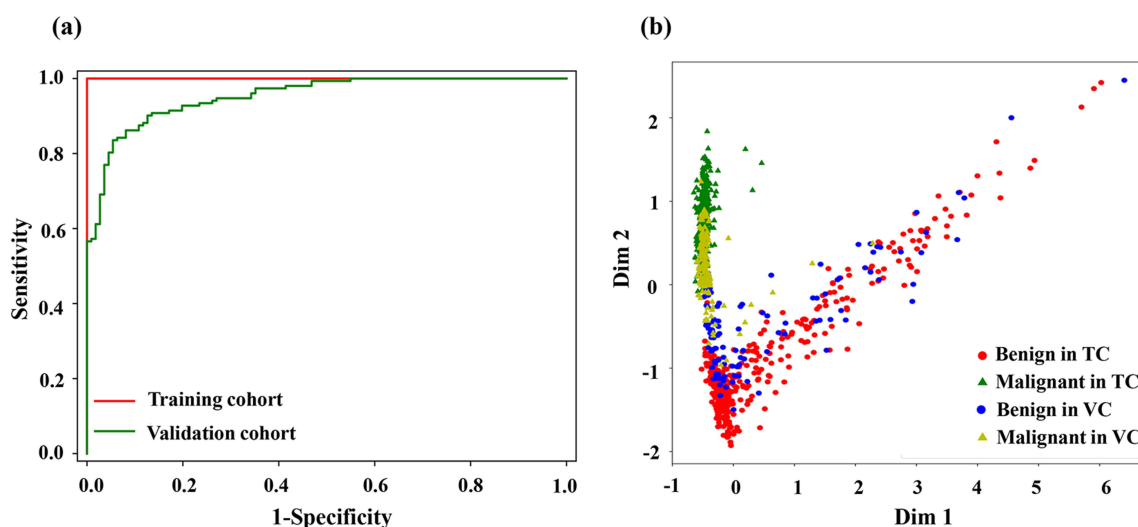 (a)
Sensitivity
1.0
0.8
0.6
0.4
0.2
0.0
Training cohort
Validation cohort
0.0 0.2 0.4 0.6 0.8 1.0
1-Specificity
(b)
Dim 2
2
1
0
-1
-2
Benign in TC
Malignant in TC
Benign in VC
Malignant in VC
-1 0 1 2 3 4 5 6
Dim 1